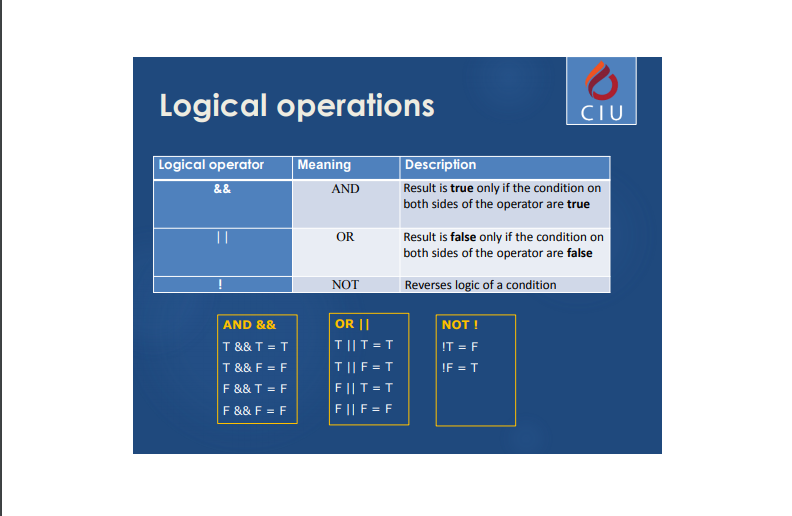 Logical operations
CIU
Logical operator Meaning Description
&& AND Result is true only if the condition on
both sides of the operator are true
|| OR Result is false only if the condition on
both sides of the operator are false
! NOT Reverses logic of a condition
AND &&
T && T = T
T && F = F
F && T = F
F && F = F
OR ||
T || T = T
T || F = T
F || T = T
F || F = F
NOT !
!T = F
!F = T